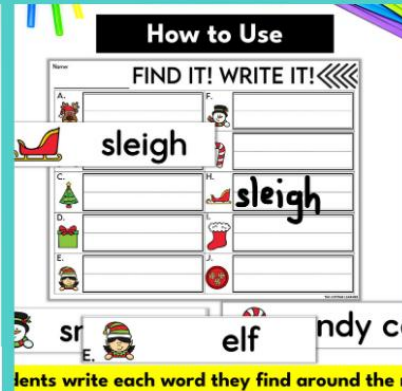 How to Use
Name
FIND IT! WRITE IT!
A.
F.
sleigh
C.
H.
sleigh
D.
I.
E.
J.
E.
elf
ndy c
dents write each word they find around the